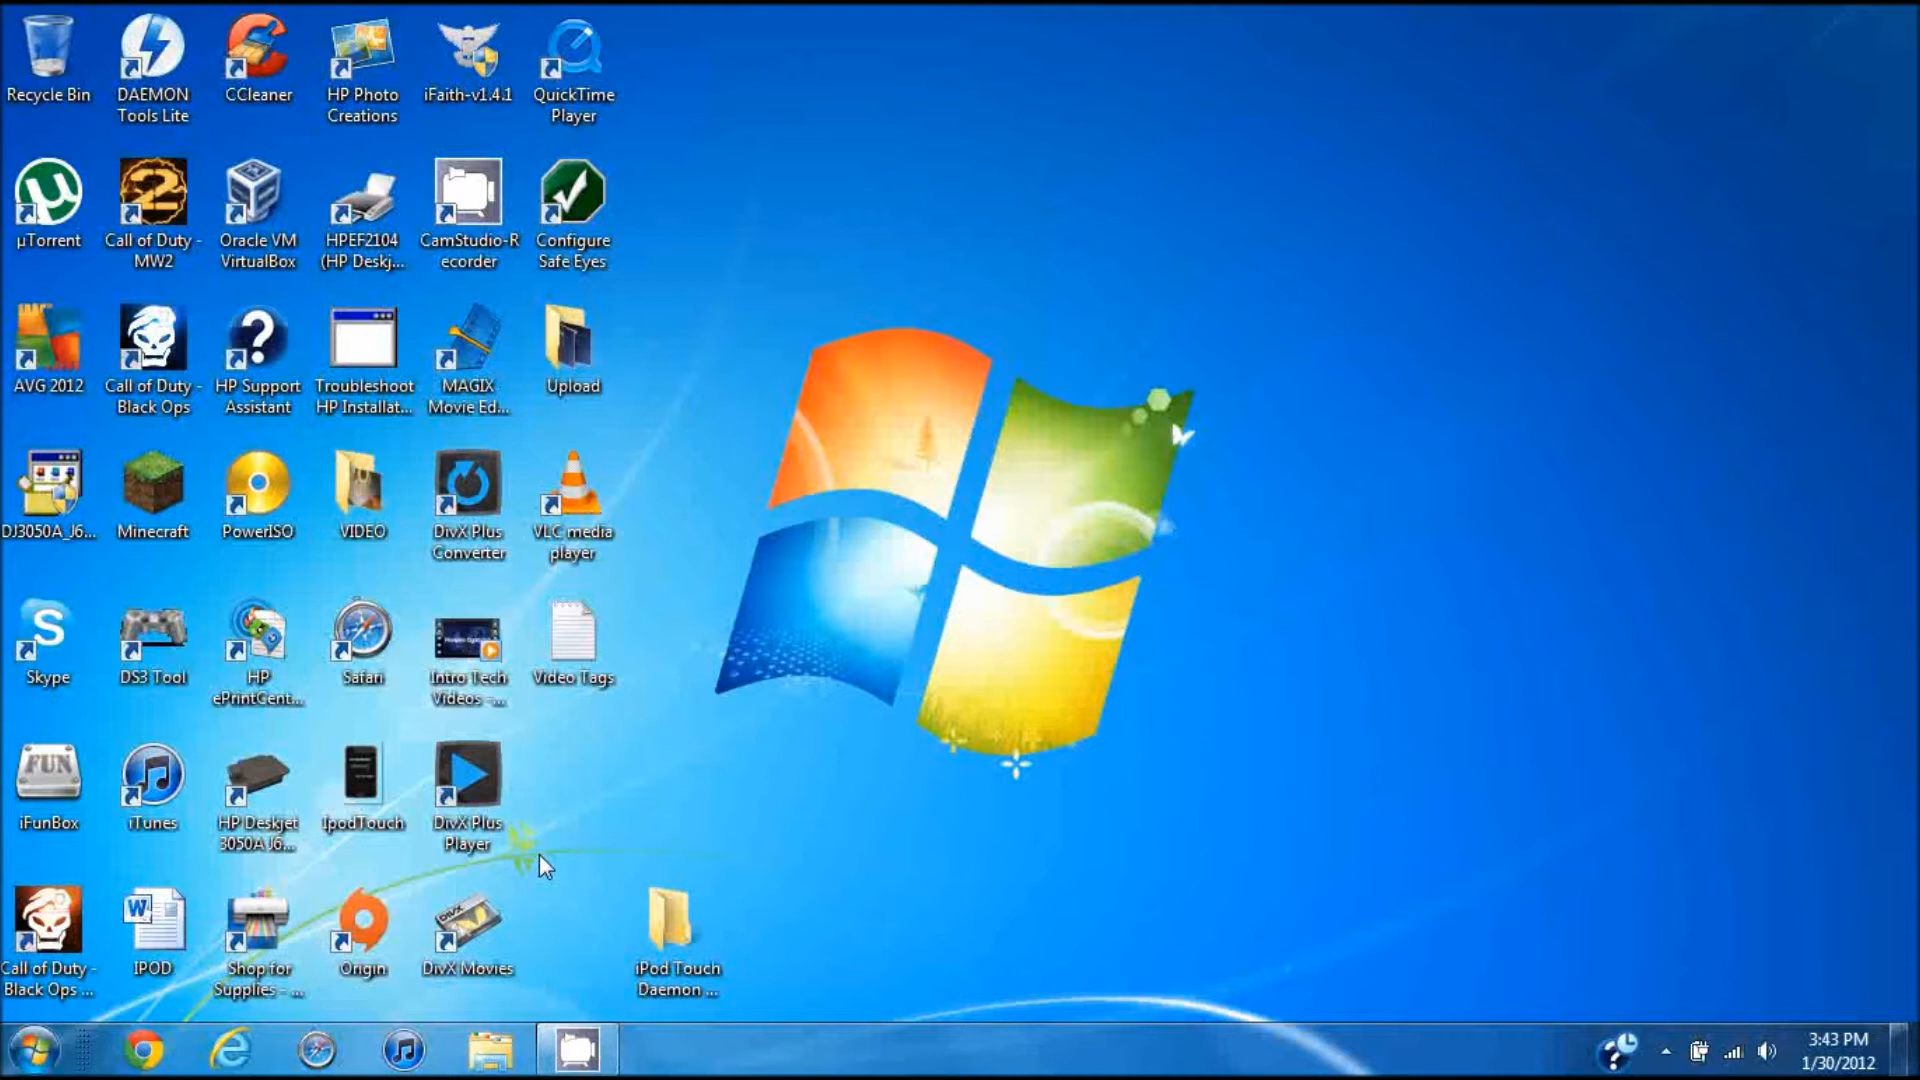 Recycle Bin
DAEMON
Tools Lite
CCleaner
HP Photo
Creations
iFaith-v1.4.1
QuickTime
Player
µTorrent
Call of Duty -
MW2
Oracle VM
VirtualBox
HPEF2104
(HP Deskj...
CamStudio-R
ecorder
Configure
Safe Eyes
AVG 2012
Call of Duty -
Black Ops
HP Support
Assistant
Troubleshoot
HP Installat...
MAGIX
Movie Ed...
Upload
DJ3050A_J6...
Minecraft
PowerISO
VIDEO
DivX Plus
Converter
VLC media
player
Skype
DS3 Tool
HP
ePrintCent...
Safari
Intro Tech
Videos -...
Video Tags
FUN
iFunBox
iTunes
HP Deskjet
3050A J6...
IpodTouch
DivX Plus
Player
Call of Duty -
Black Ops ...
IPOD
Shop for
Supplies - ...
Origin
DIVX
DivX Movies
iPod Touch
Daemon ...
3:43 PM
1/30/2012